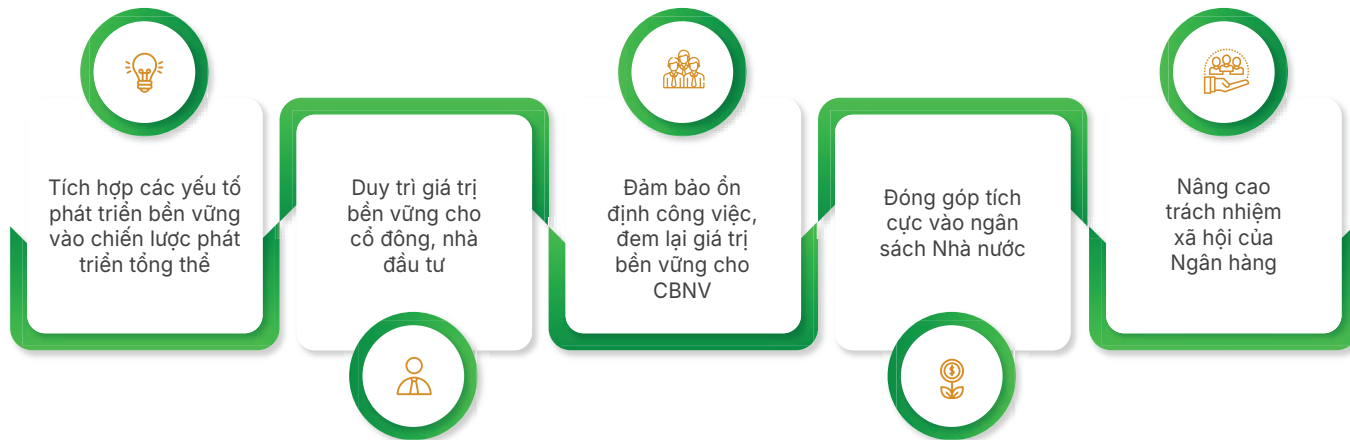 Tích hợp các yếu tố
phát triển bền vững
vào chiến lược phát
triển tổng thể
Duy trì giá trị
bền vững cho
cổ đông, nhà
đầu tư
Đảm bảo ổn
định công việc,
đem lại giá trị
bền vững cho
CBNV
Đóng góp tích
cực vào ngân
sách Nhà nước
Nâng cao
trách nhiệm
xã hội của
Ngân hàng